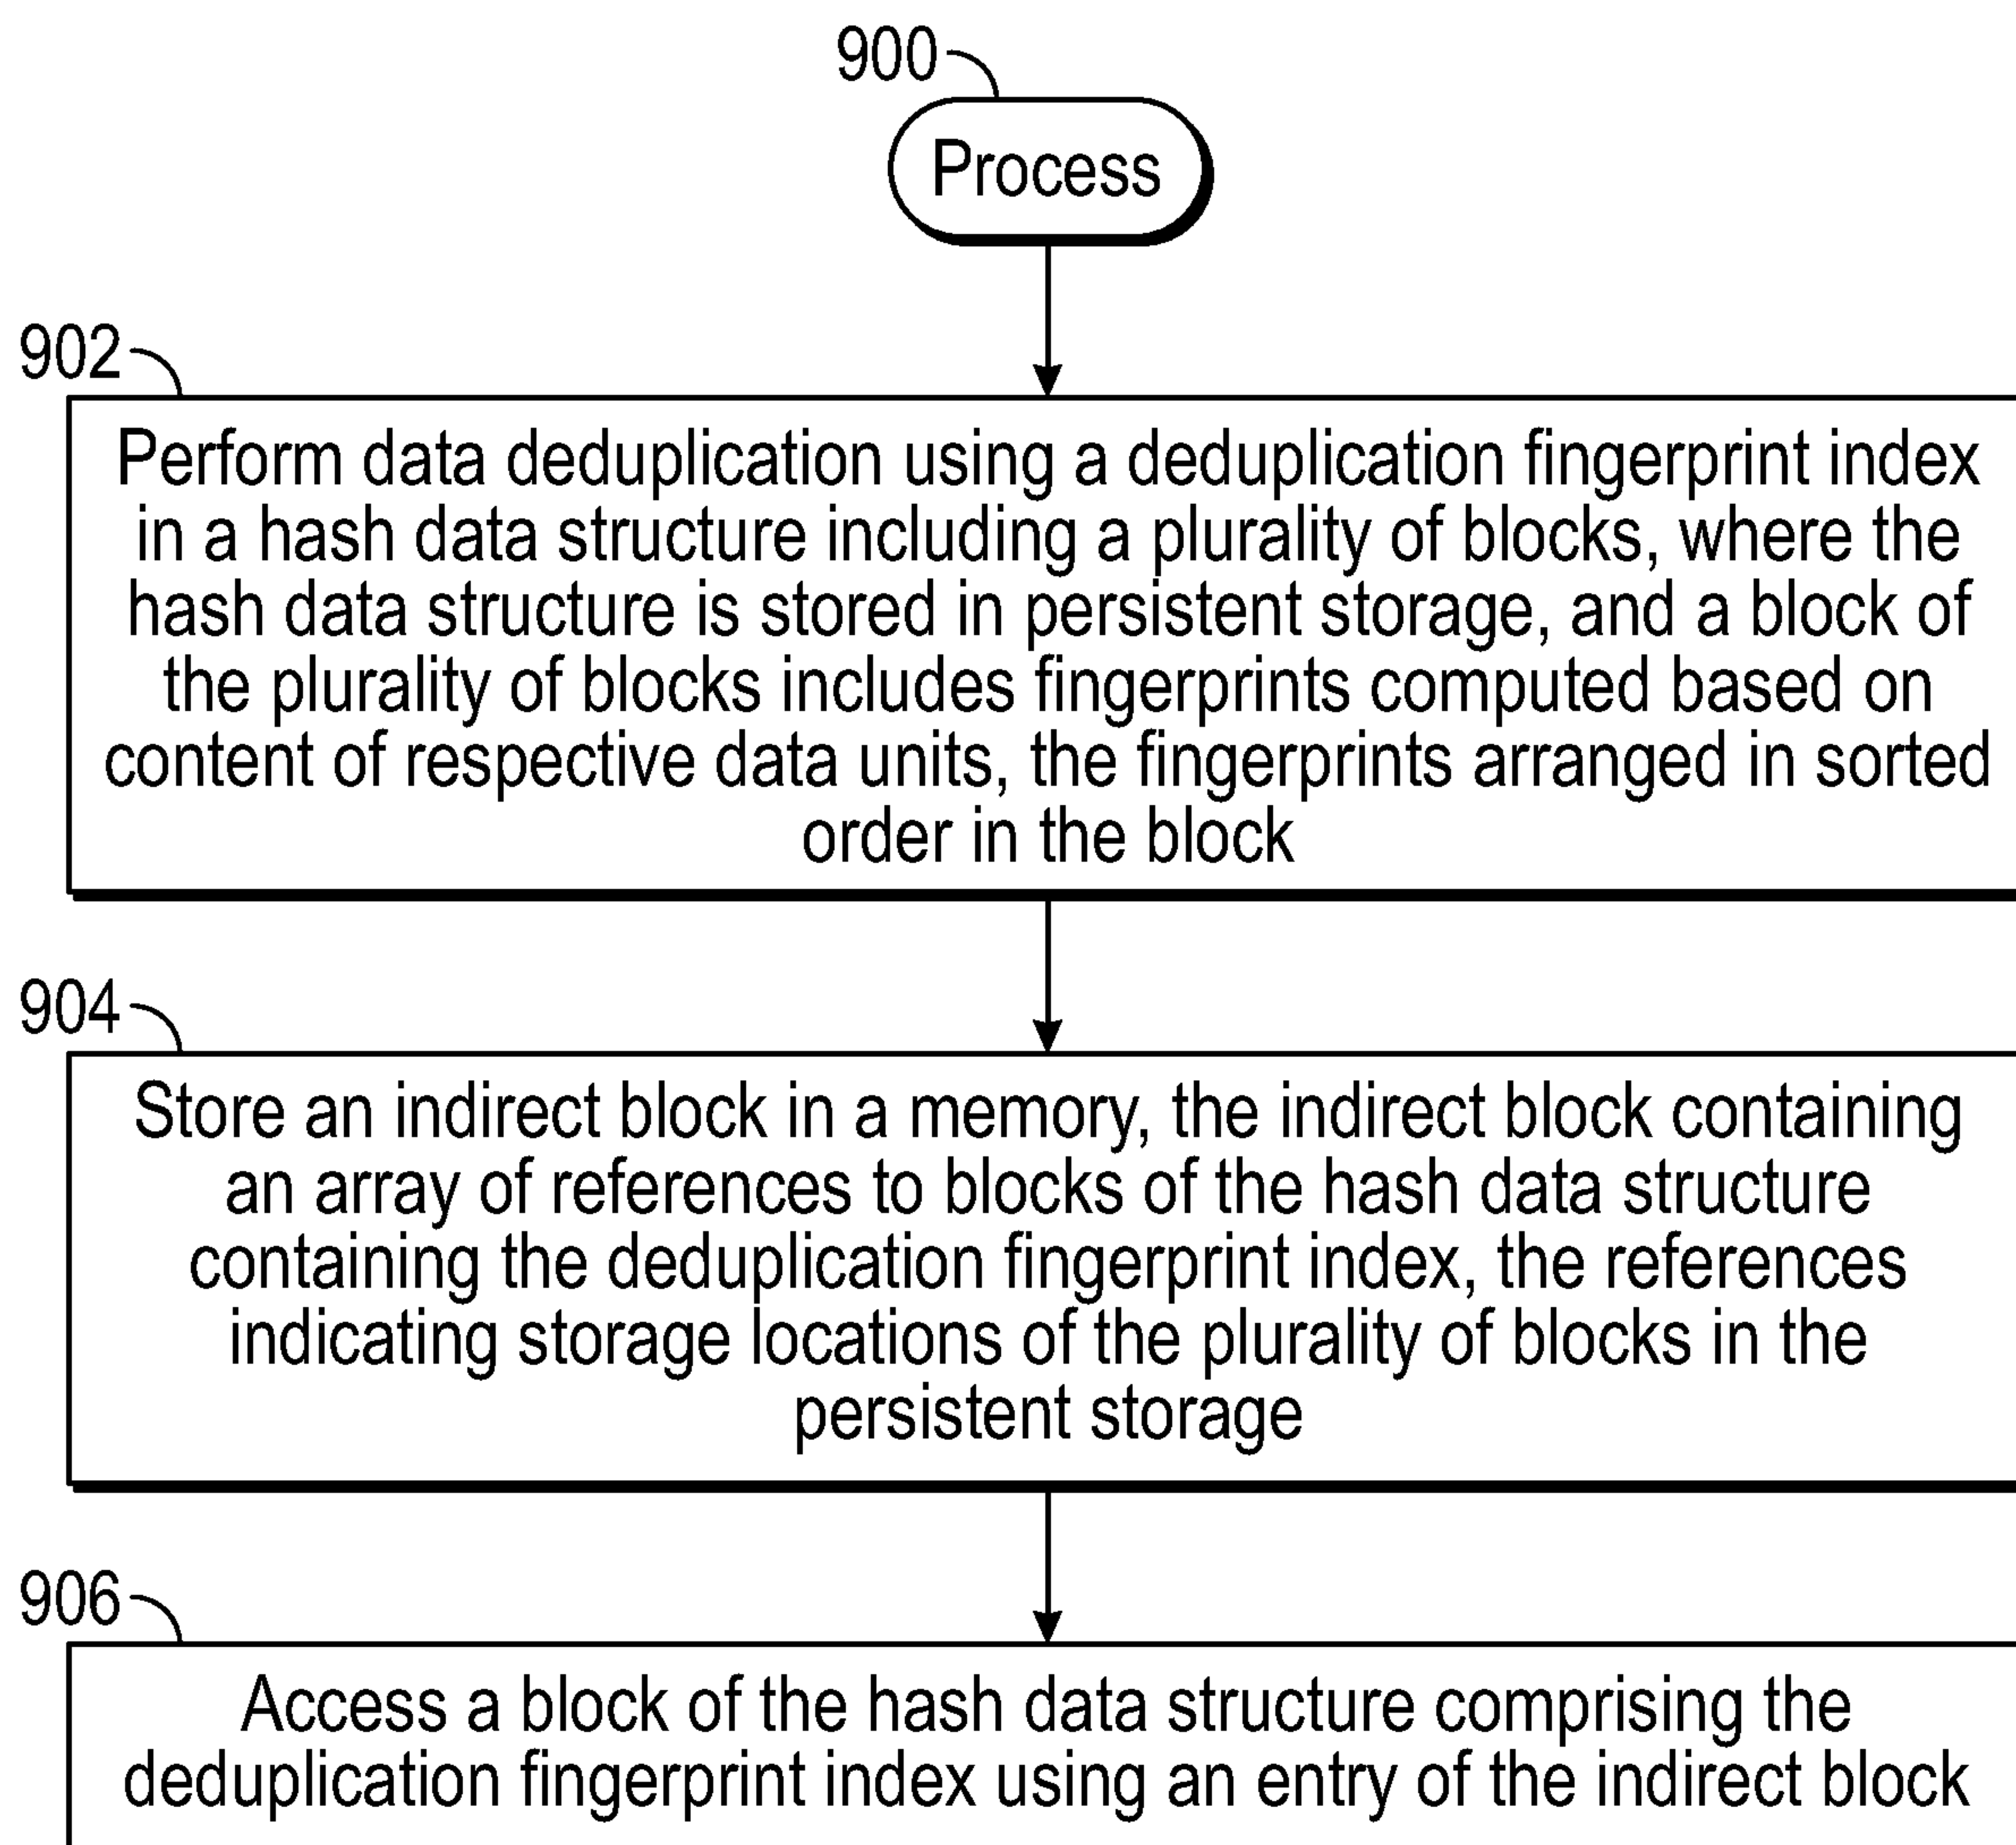 900
Process
902
Perform data deduplication using a deduplication fingerprint index
in a hash data structure including a plurality of blocks, where the
hash data structure is stored in persistent storage, and a block of
the plurality of blocks includes fingerprints computed based on
content of respective data units, the fingerprints arranged in sorted
order in the block
904
Store an indirect block in a memory, the indirect block containing
an array of references to blocks of the hash data structure
containing the deduplication fingerprint index, the references
indicating storage locations of the plurality of blocks in the
persistent storage
906
Access a block of the hash data structure comprising the
deduplication fingerprint index using an entry of the indirect block